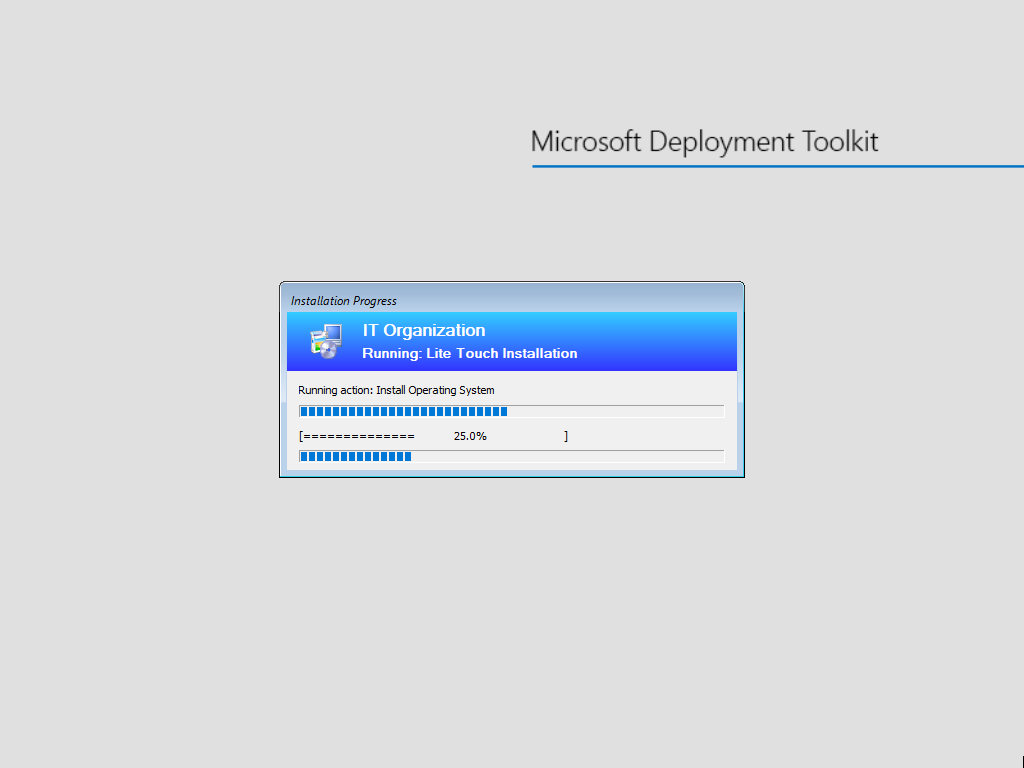 Microsoft Deployment Toolkit
Installation Progress
IT Organization
Running: Lite Touch Installation
Running action: Install Operating System
[============== 25.0% ]